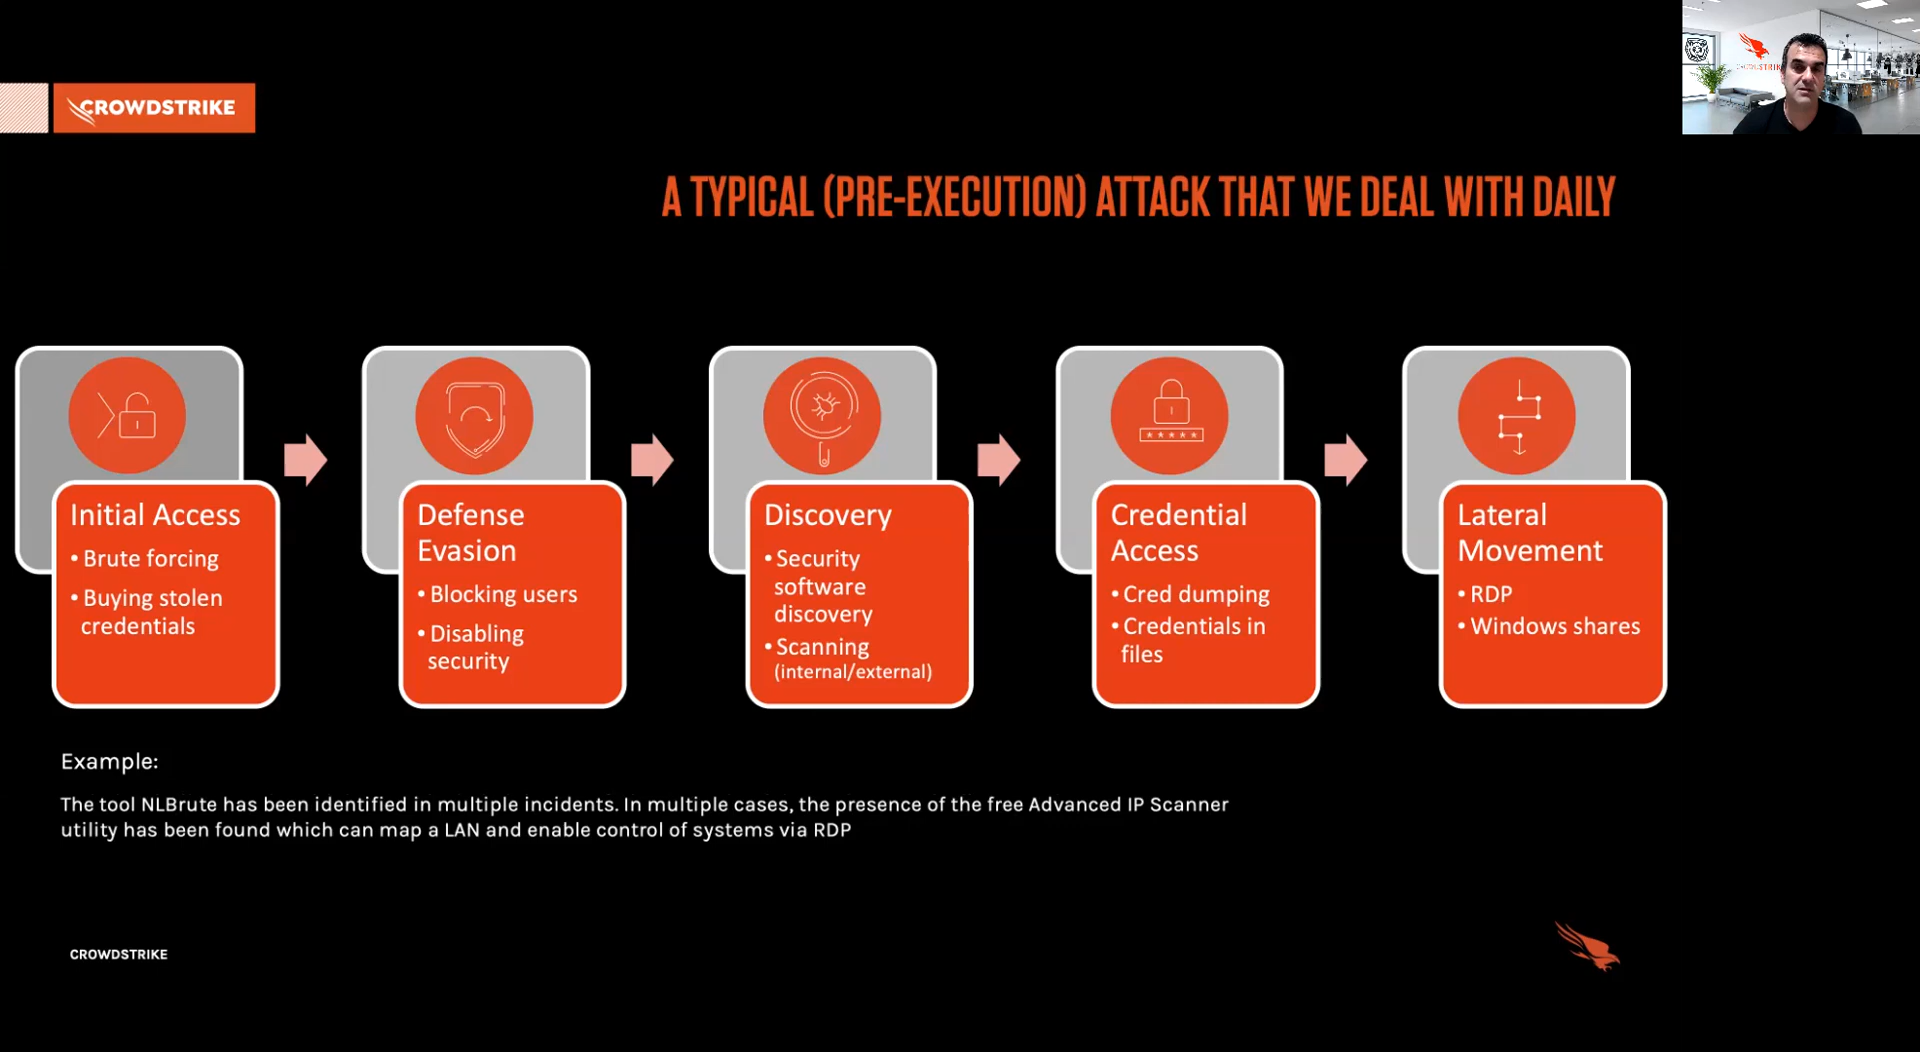 CROWDSTRIKE
A TYPICAL (PRE-EXECUTION) ATTACK THAT WE DEAL WITH DAILY
Initial Access
• Brute forcing
• Buying stolen
credentials
Defense
Evasion
• Blocking users
• Disabling
security
Discovery
• Security
software
discovery
• Scanning
(internal/external)
Credential
Access
• Cred dumping
• Credentials in
files
Lateral
Movement
• RDP
• Windows shares
Example:
The tool NLBrute has been identified in multiple incidents. In multiple cases, the presence of the free Advanced IP Scanner
utility has been found which can map a LAN and enable control of systems via RDP
CROWDSTRIKE